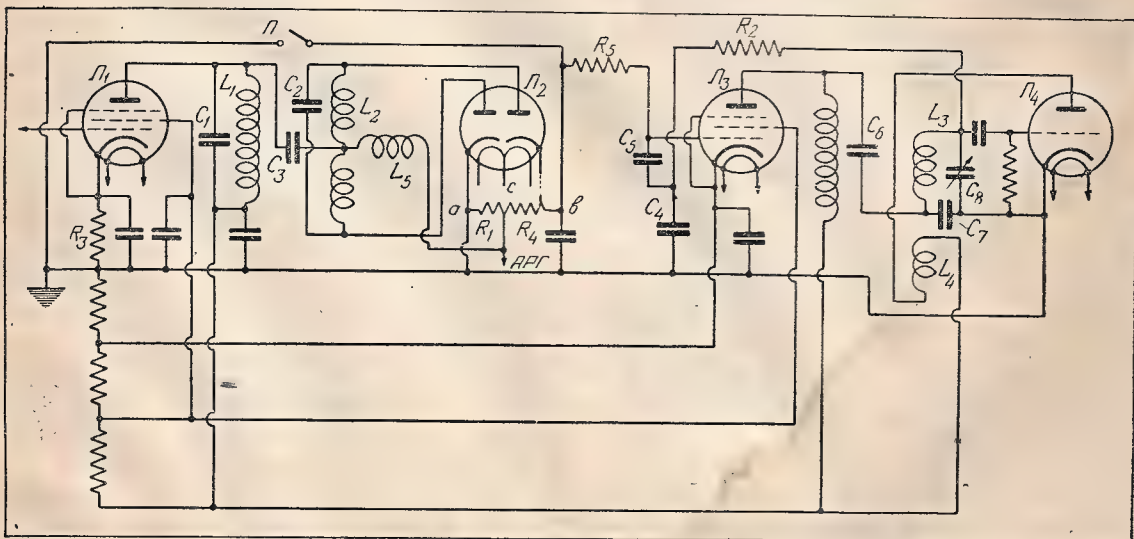 П
Л₁
C₁
L₁
C₂
C₃
L₂
L₅
Л₂
a
c
в
R₁
R₄
АРГ
R₃
R₅
R₂
C₅
C₄
Л₃
C₆
L₃
C₈
C₇
L₄
Л₄